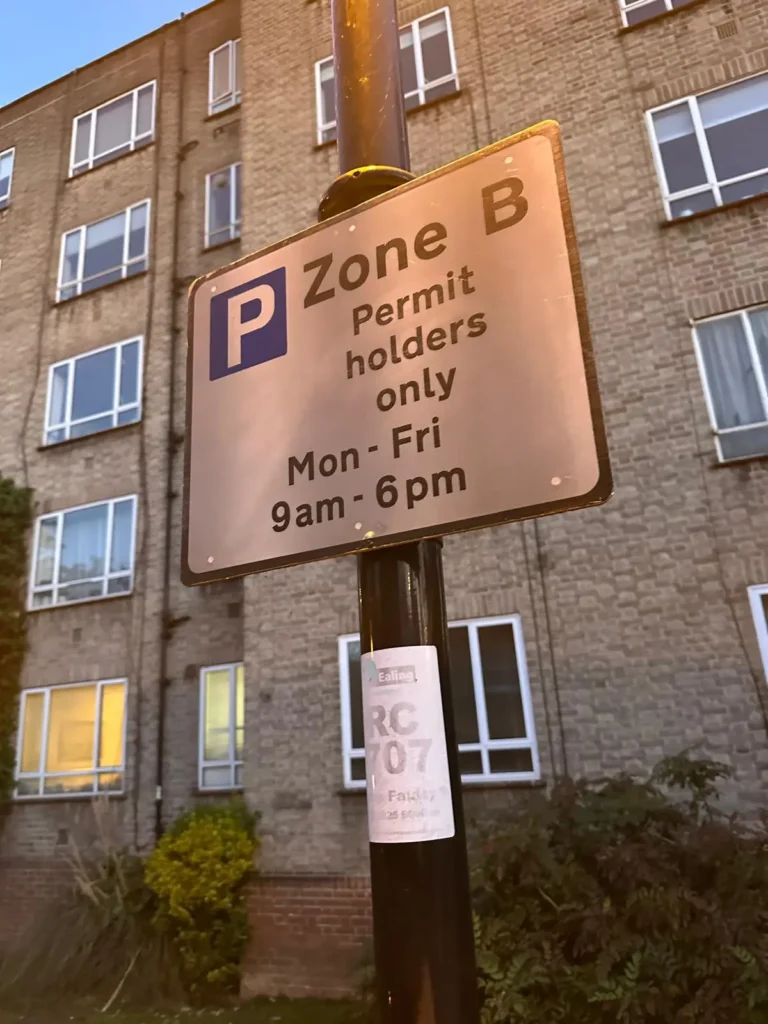 P
Zone B
Permit
holders
only
Mon - Fri
9am - 6pm
Ealing
RC
707